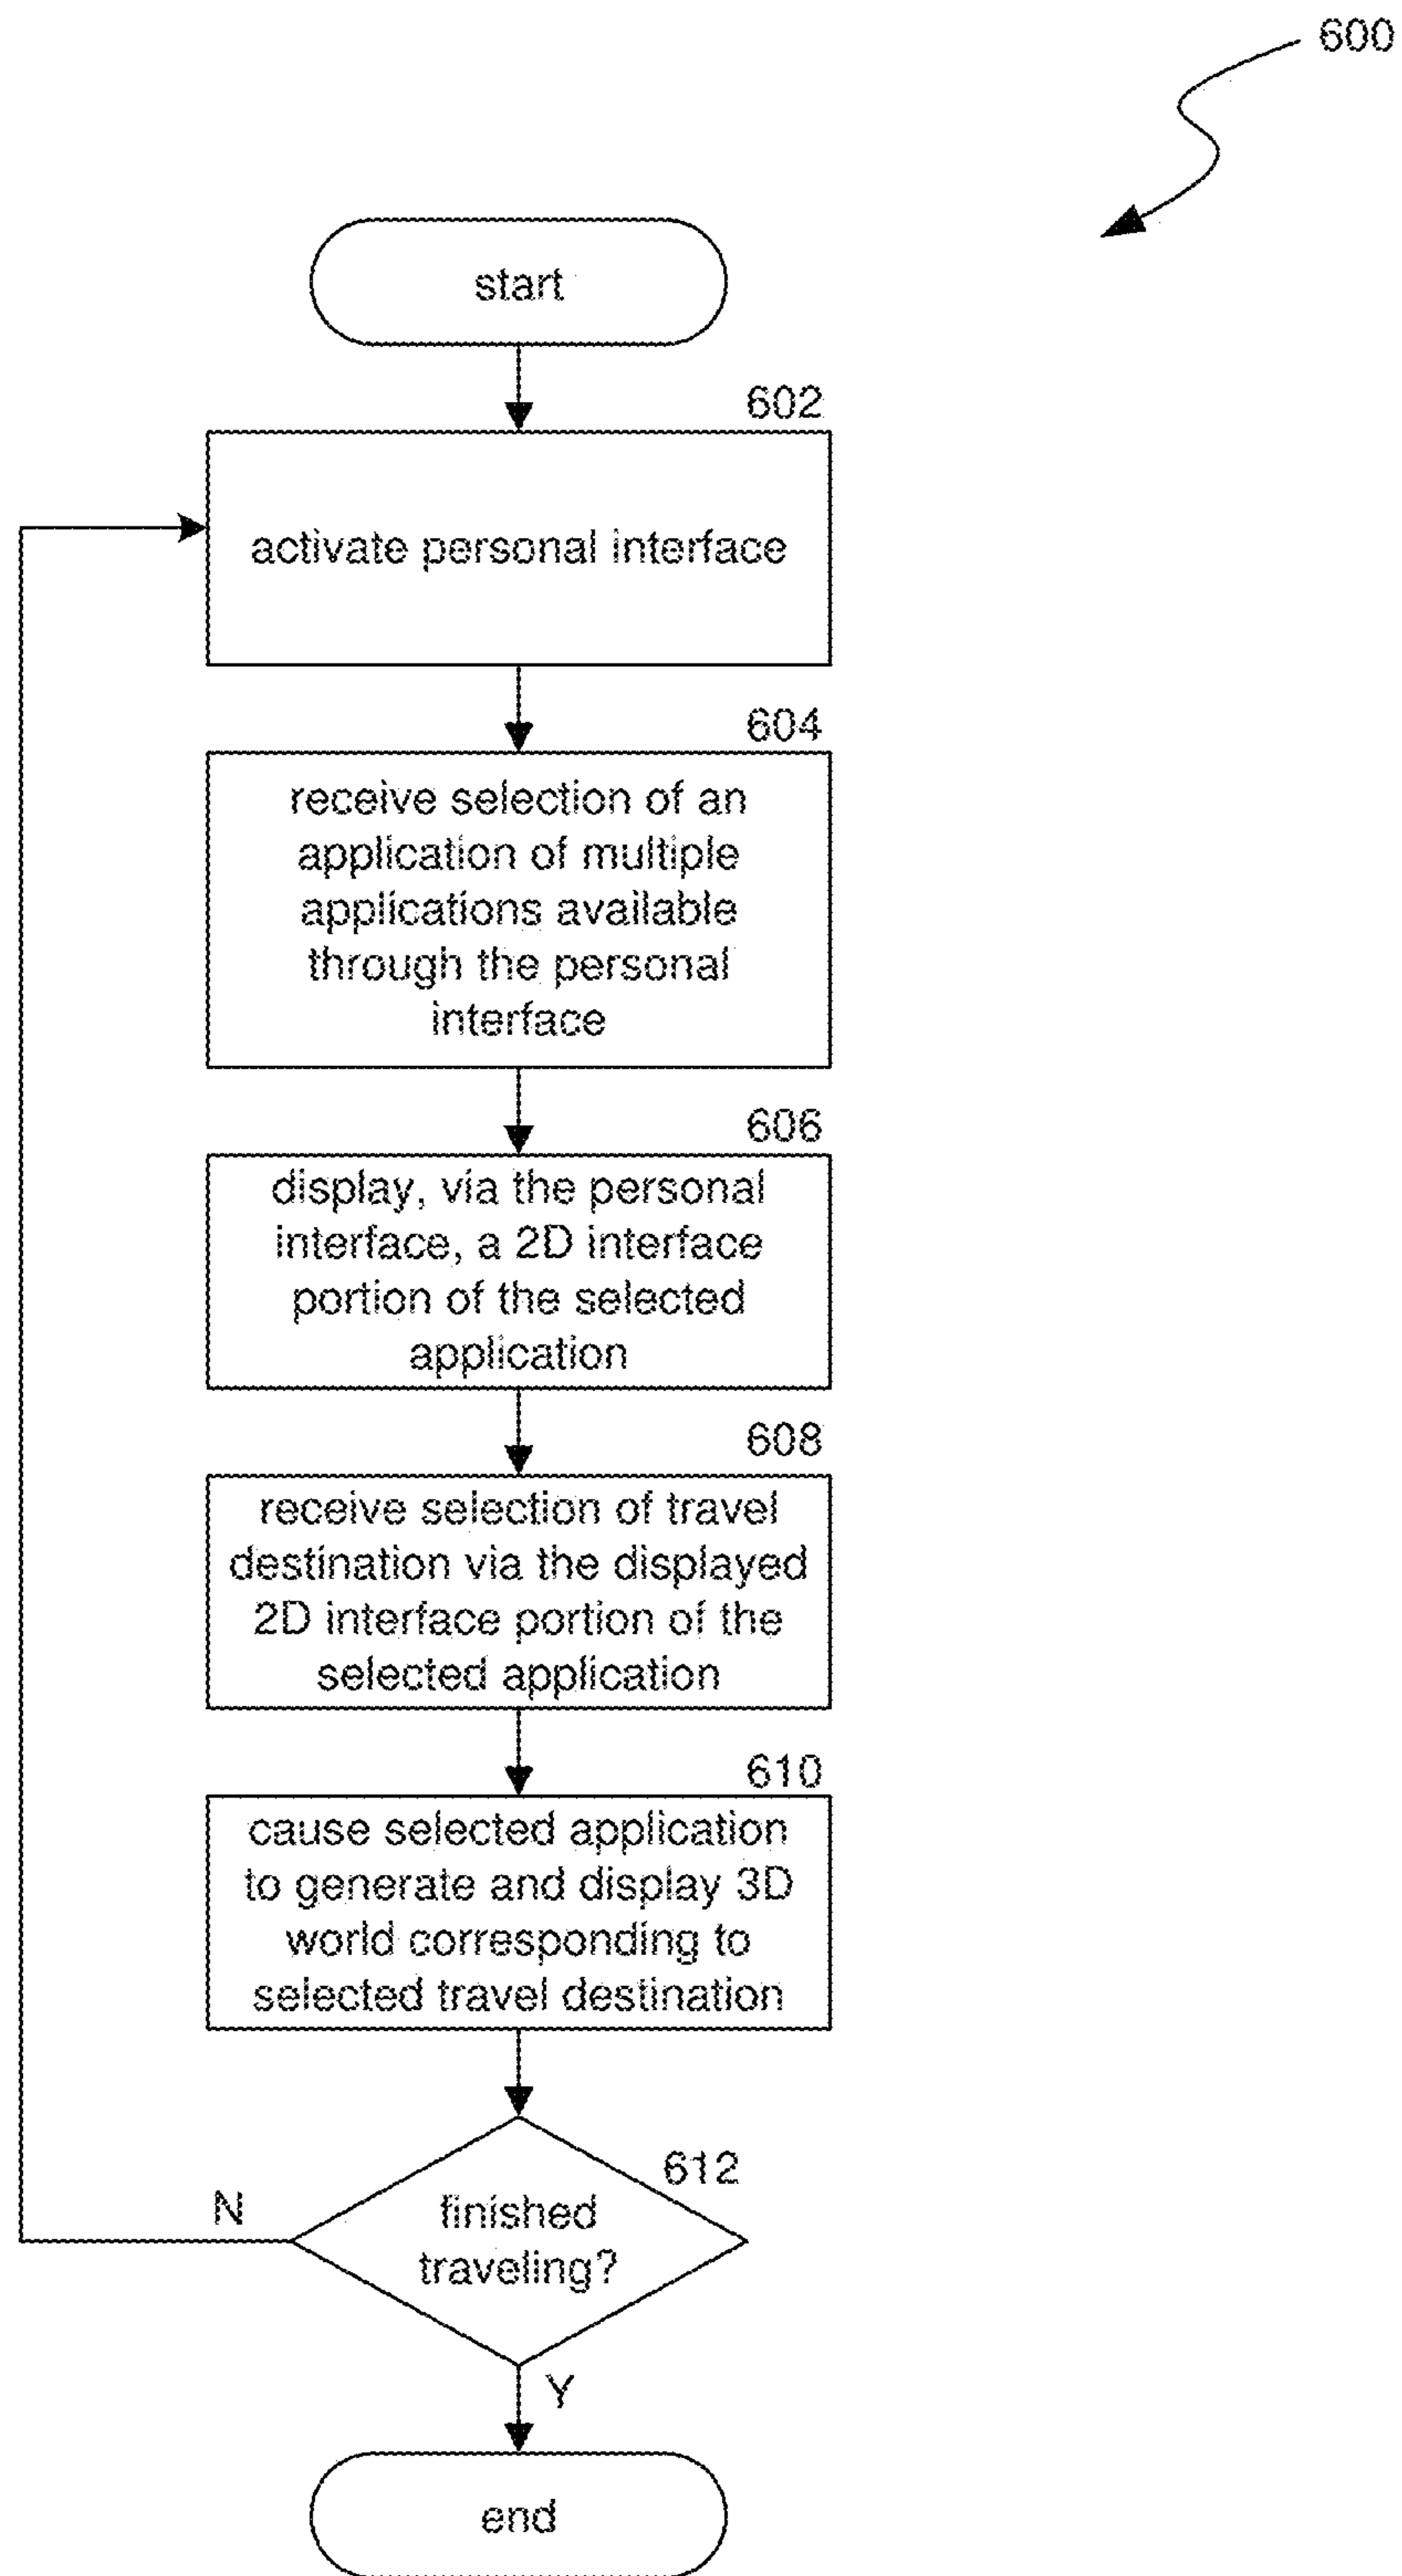 600
start
602
activate personal interface
604
receive selection of an
application of multiple
applications available
through the personal
interface
606
display, via the personal
interface, a 2D interface
portion of the selected
application
608
receive selection of travel
destination via the displayed
2D interface portion of the
selected application
610
cause selected application
to generate and display 3D
world corresponding to
selected travel destination
612
finished
traveling?
N
Y
end